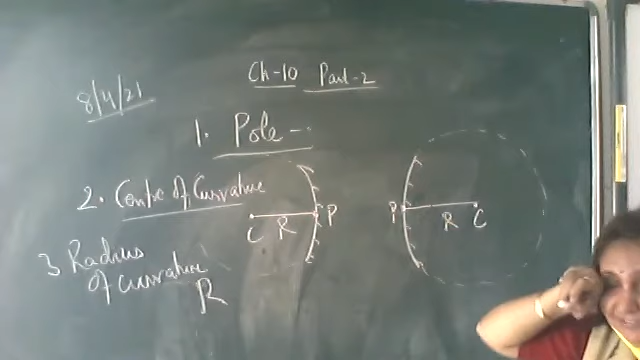 Ch-10 Part-2
8/4/21
1. Pole -
2. Centre of Curvature
3 Radius
of curvature
R
C R P
P R C